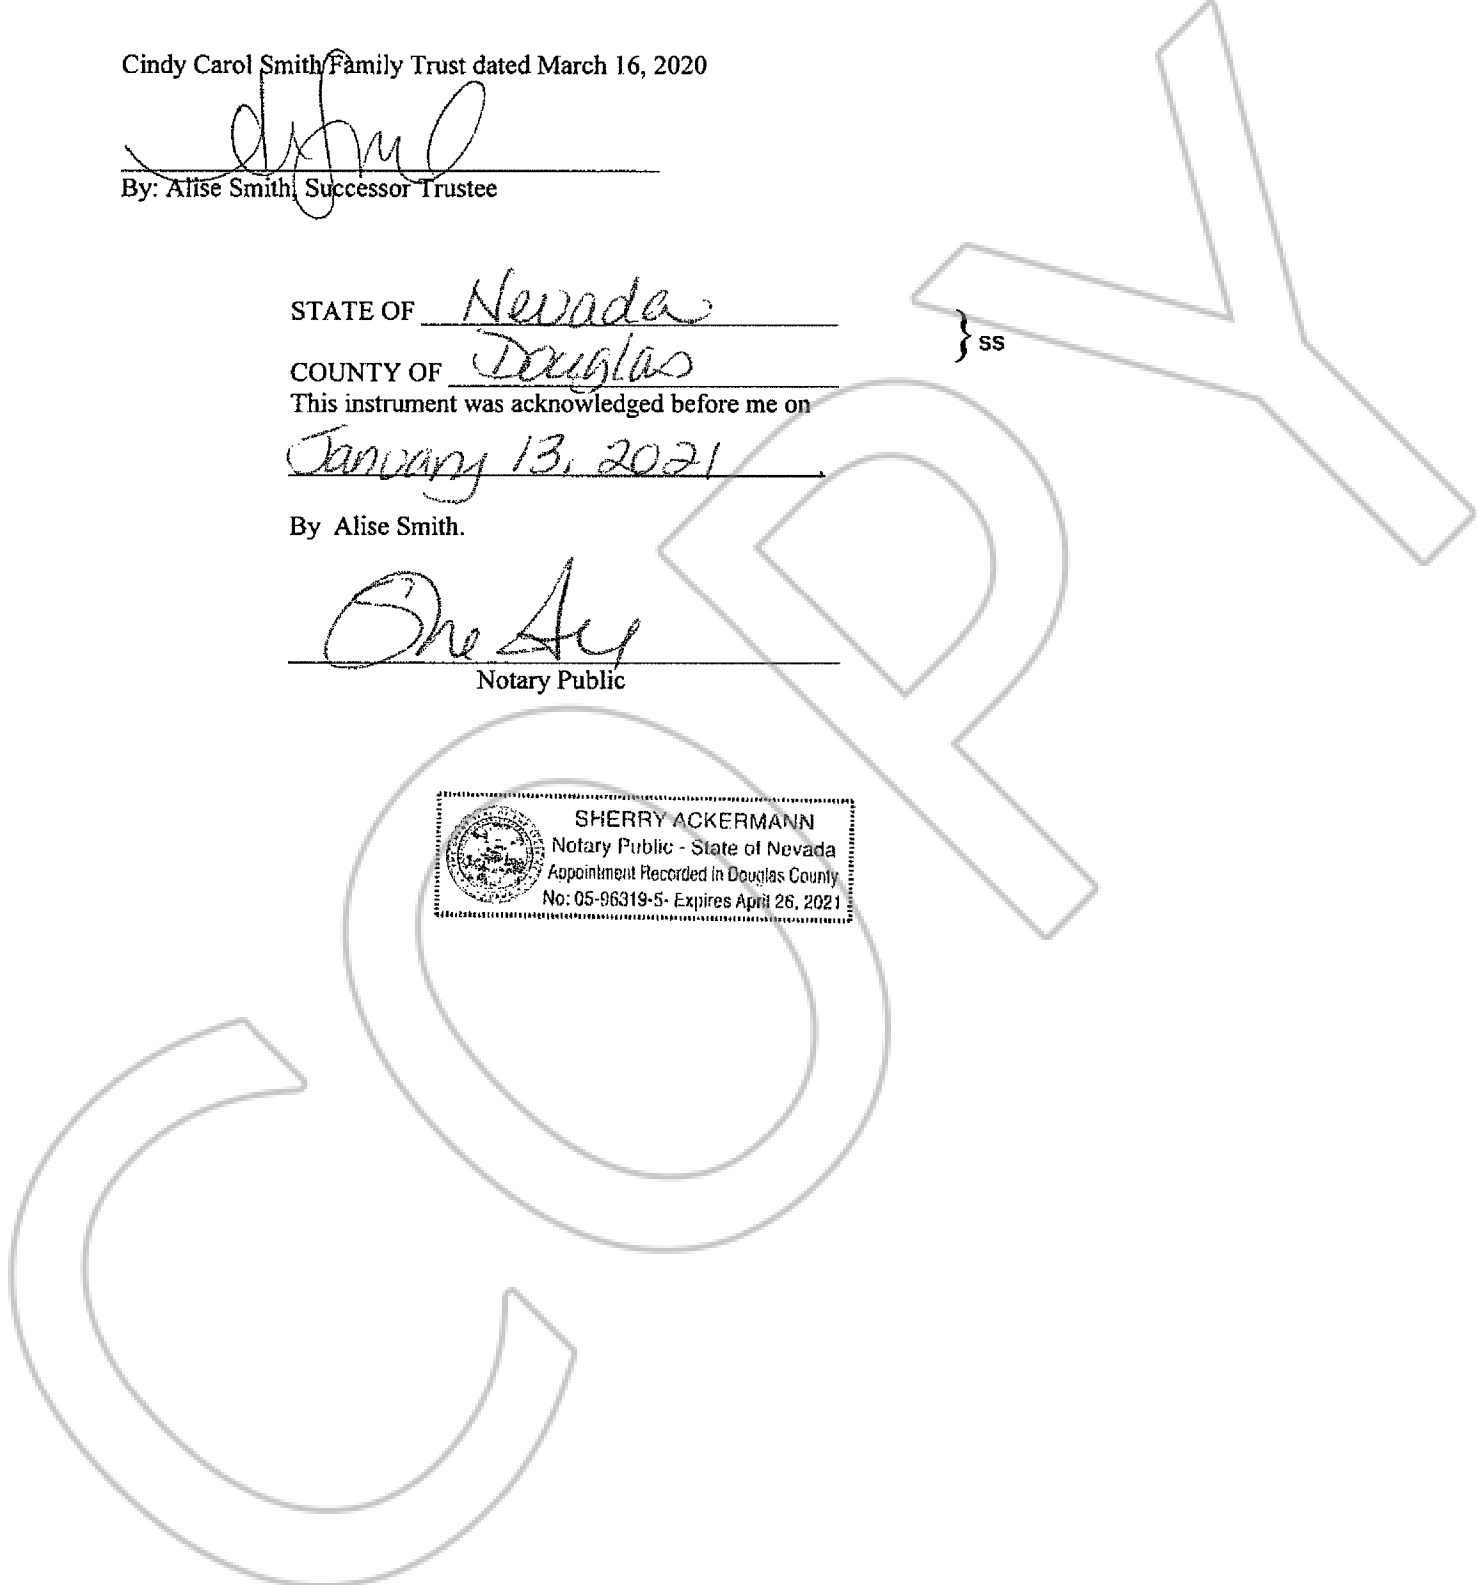 Cindy Carol Smith Family Trust dated March 16, 2020
By: Alise Smith, Successor Trustee
STATE OF Nevada
} ss
COUNTY OF Douglas
This instrument was acknowledged before me on
January 13, 2021.
By Alise Smith.
Notary Public
SHERRY ACKERMANN
Notary Public - State of Nevada
Appointment Recorded in Douglas County
No: 05-96319-5- Expires April 26, 2021
COPY